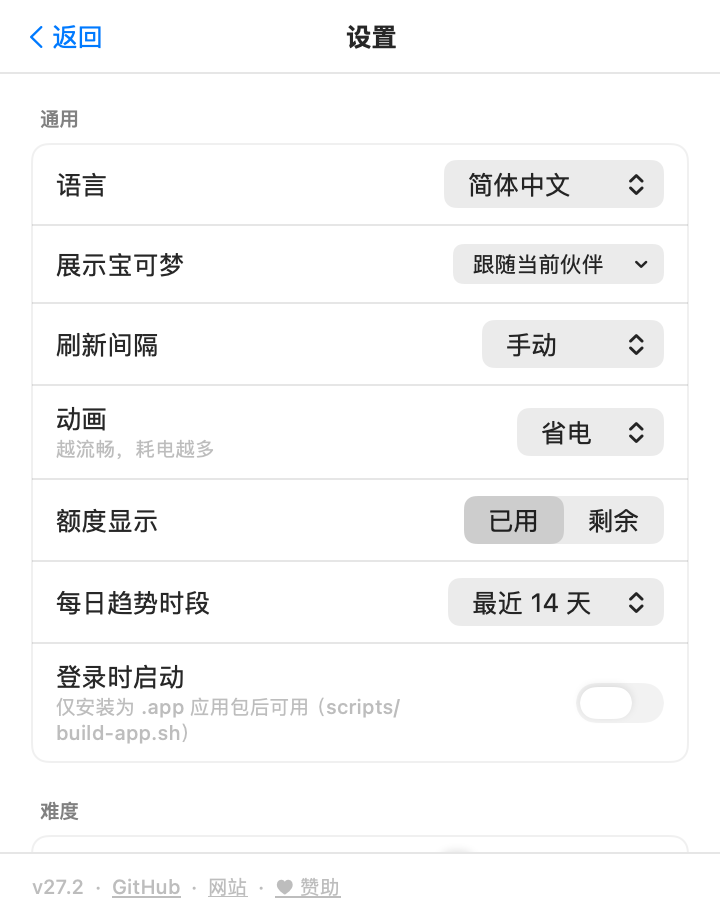 返回
设置
通用
语言
简体中文
展示宝可梦
跟随当前伙伴
刷新间隔
手动
动画
越流畅，耗电越多
省电
额度显示
已用
剩余
每日趋势时段
最近 14 天
登录时启动
仅安装为 .app 应用包后可用（scripts/
build-app.sh）
难度
v27.2 · GitHub · 网站 · ♥ 赞助